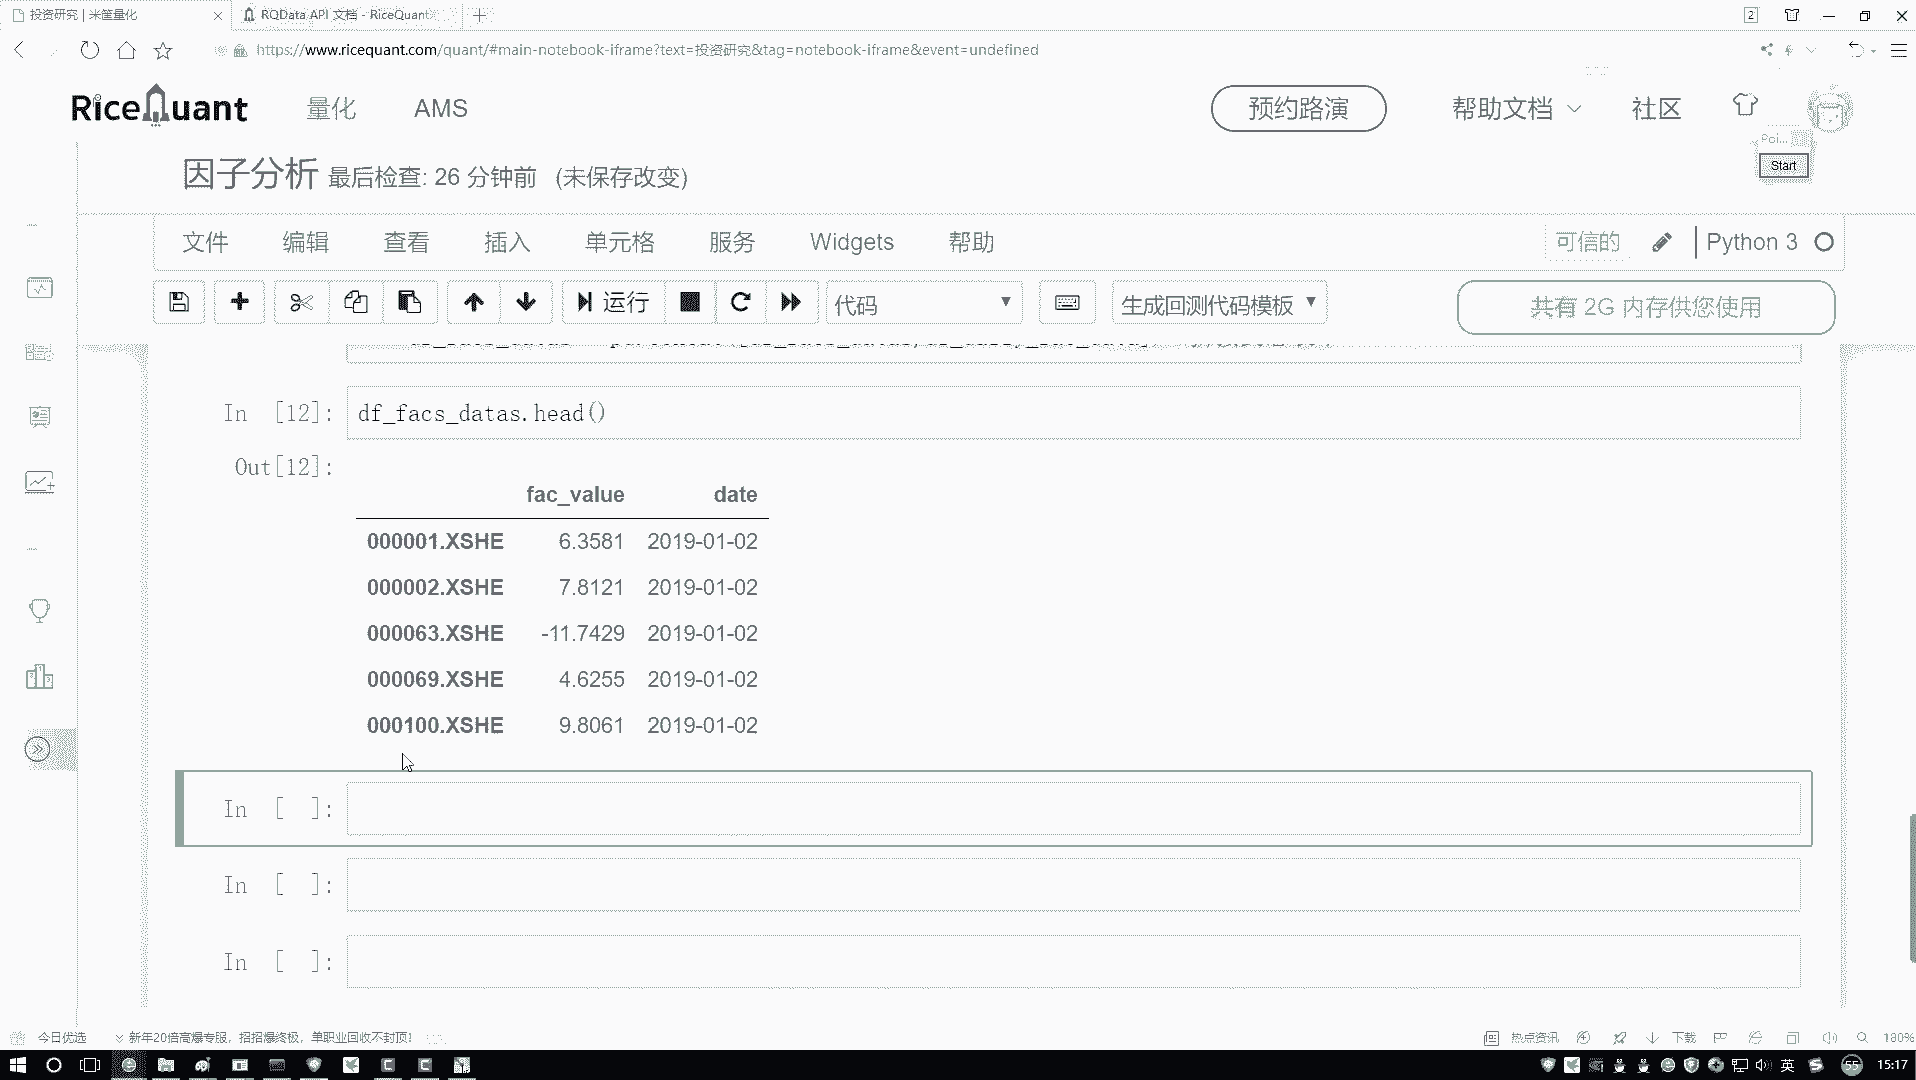 投资研究 | 米筐量化
RQData API 文档 - RiceQuant
2
https://www.ricequant.com/quant/#main-notebook-iframe?text=投资研究&tag=notebook-iframe&event=undefined
RiceQuant
量化
AMS
预约路演
帮助文档
社区
Poi...
Start
因子分析 最后检查: 26 分钟前 (未保存改变)
文件 编辑 查看 插入 单元格 服务 Widgets 帮助
可信的
Python 3
运行
代码
生成回测代码模板
共有 2G 内存供您使用
In [12]: df_facs_datas.head()
Out[12]:
fac_value date
000001.XSHE 6.3581 2019-01-02
000002.XSHE 7.8121 2019-01-02
000063.XSHE -11.7429 2019-01-02
000069.XSHE 4.6255 2019-01-02
000100.XSHE 9.8061 2019-01-02
In [ ]:
In [ ]:
In [ ]:
今日优选
新年20倍高爆专服，招招爆终极，单职业回收不封顶！
热点资讯
下载
180%
英
55
15:17